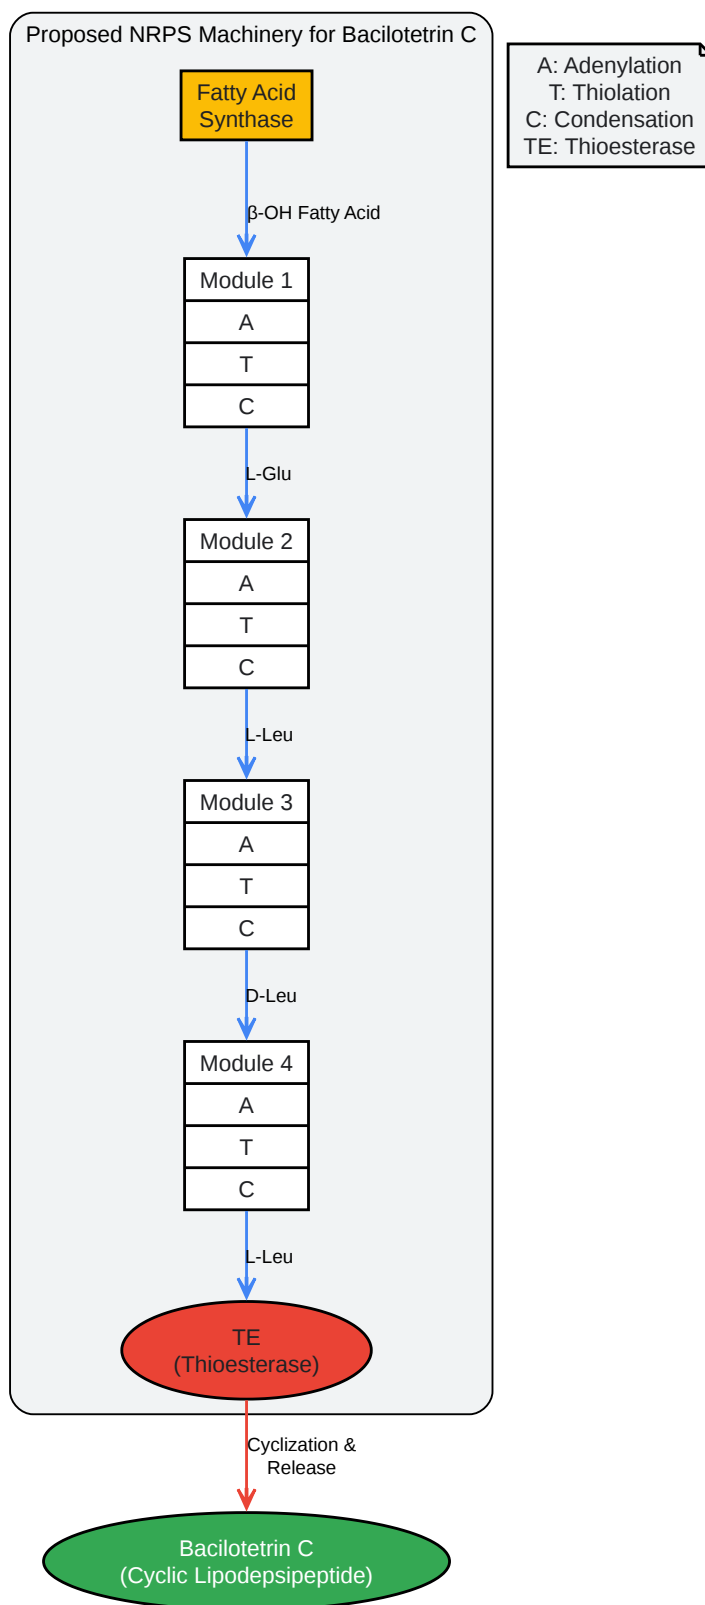 Proposed NRPS Machinery for Bacilotetrin C
A: Adenylation
T: Thiolation
C: Condensation
TE: Thioesterase
Fatty Acid
Synthase
β-OH Fatty Acid
Module 1
A
T
C
L-Glu
Module 2
A
T
C
L-Leu
Module 3
A
T
C
D-Leu
Module 4
A
T
C
L-Leu
TE
(Thioesterase)
Cyclization &
Release
Bacilotetrin C
(Cyclic Lipodepsipeptide)